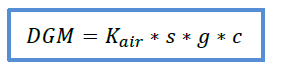 DGM = K_air * s * g * c